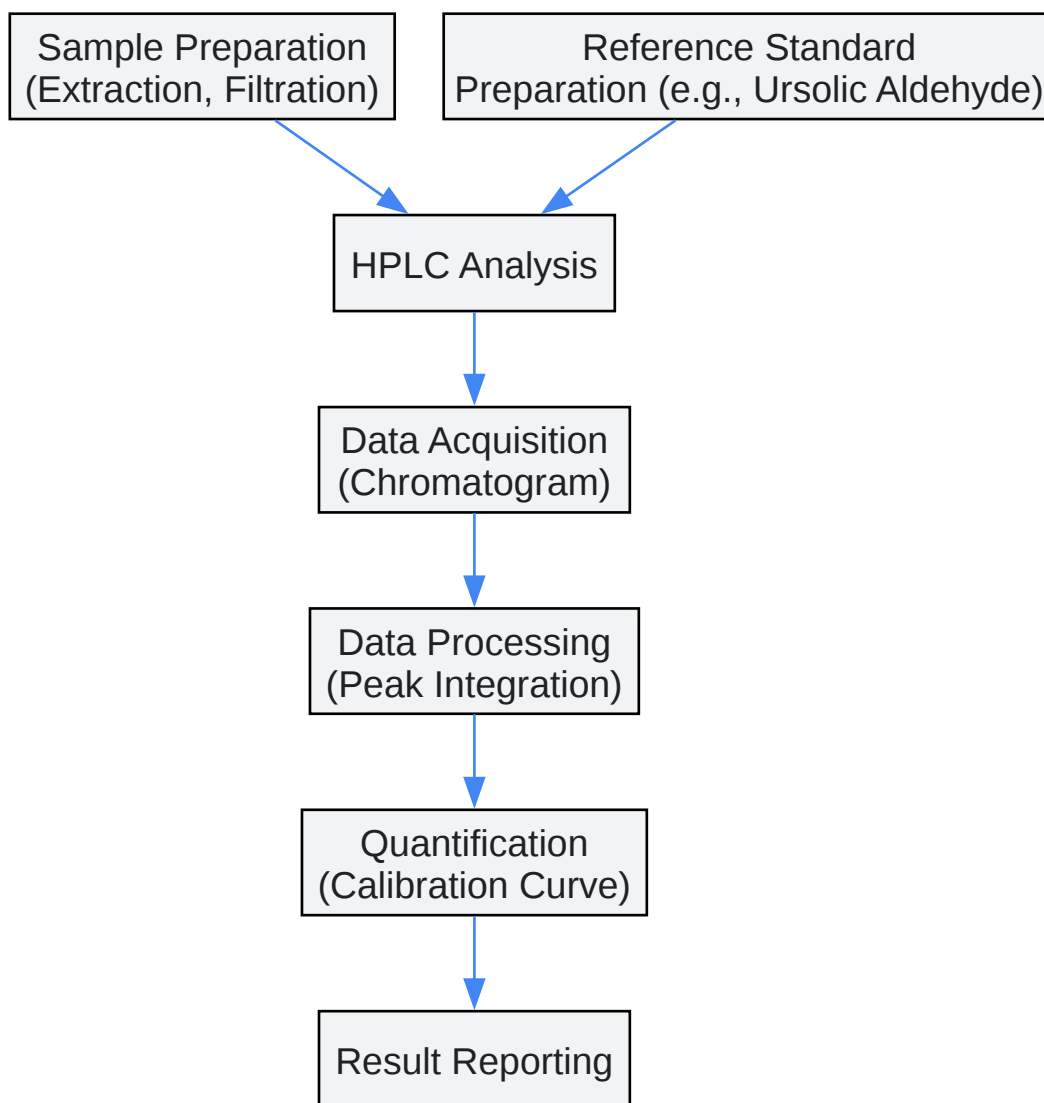 Sample Preparation
(Extraction, Filtration)
Reference Standard
Preparation (e.g., Ursolic Aldehyde)
HPLC Analysis
Data Acquisition
(Chromatogram)
Data Processing
(Peak Integration)
Quantification
(Calibration Curve)
Result Reporting